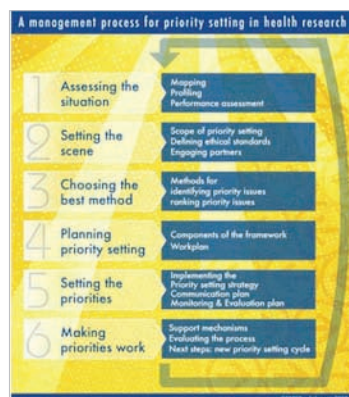 A management process for priority setting in health research
1
Assessing the
situation
Mapping
Profiling
Performance assessment
2
Setting the
scene
Scope of priority setting
Defining ethical standards
Engaging partners
3
Choosing the
best method
Methods for
identifying priority issues
ranking priority issues
4
Planning
priority setting
Components of the framework
Workplan
5
Setting the
priorities
Implementing the
Priority setting strategy
Communication plan
Monitoring & Evaluation plan
6
Making
priorities work
Support mechanisms
Evaluating the process
Next steps: new priority setting cycle